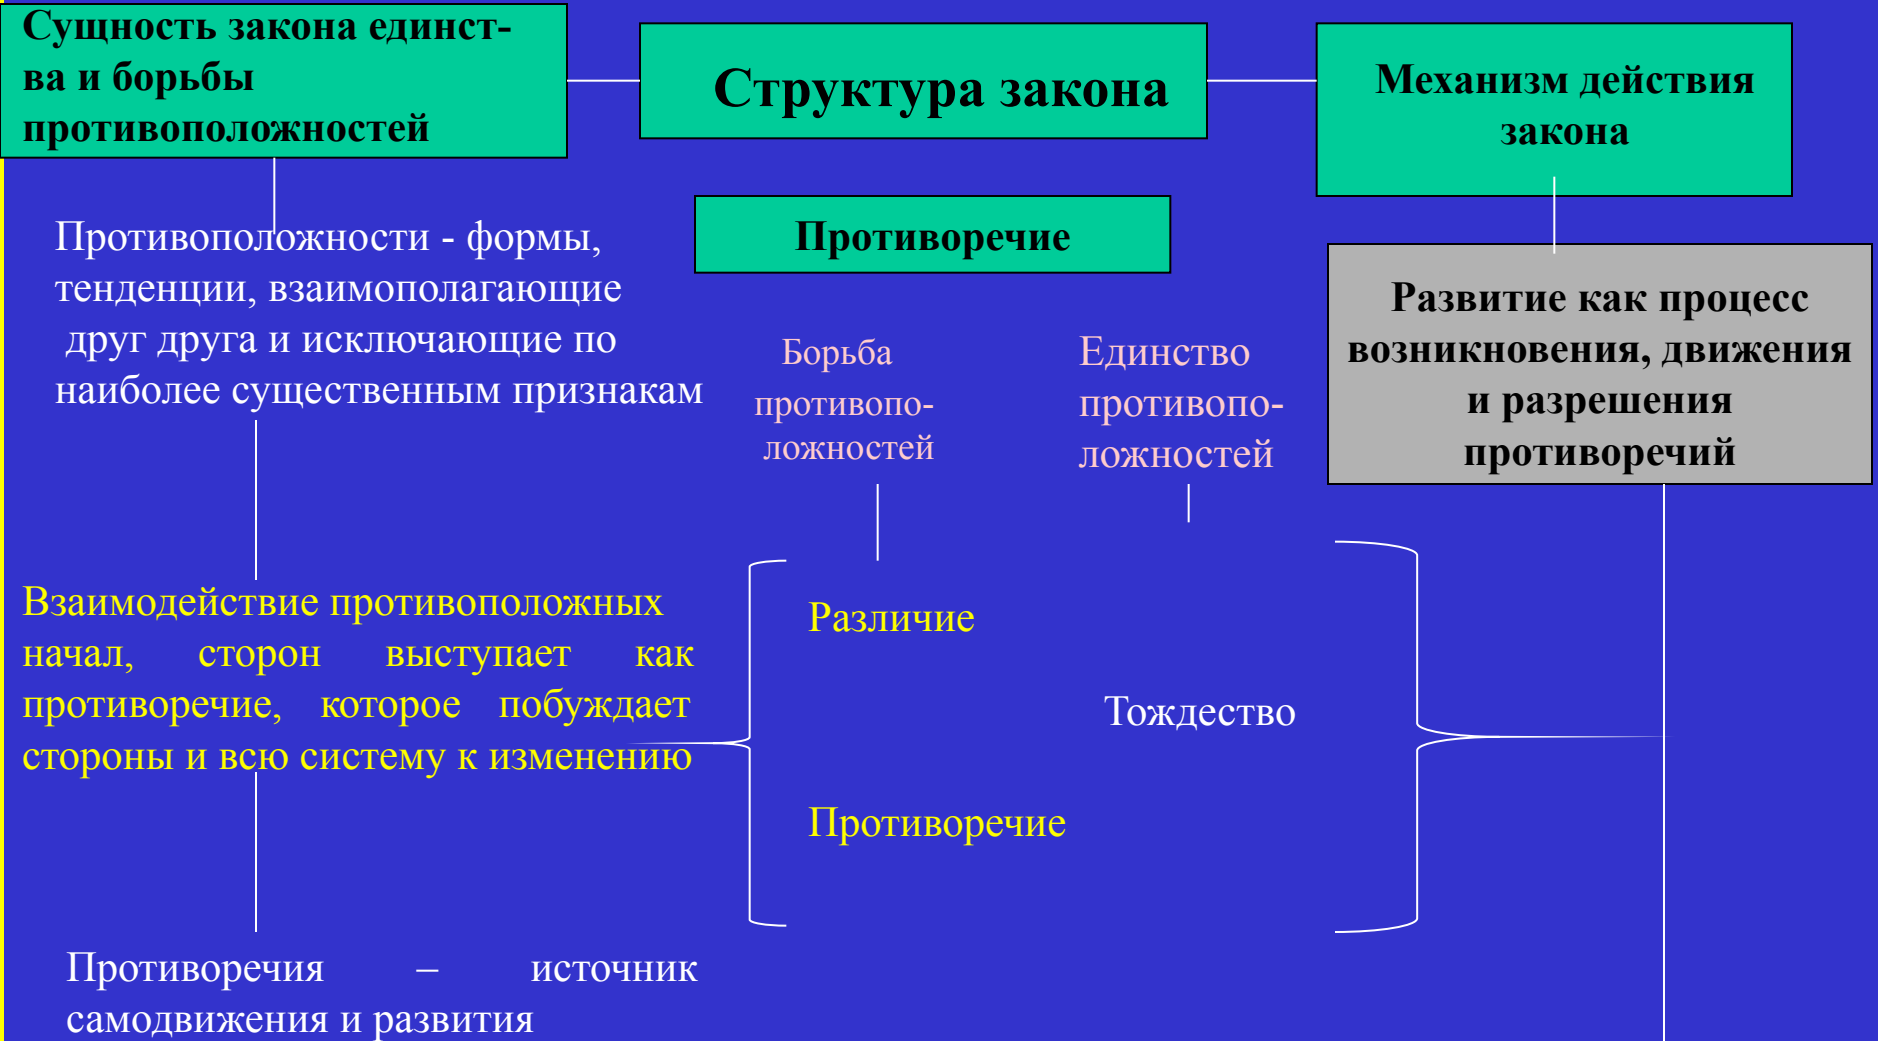 Сущность закона единст-
ва и борьбы
противоположностей
Структура закона
Механизм действия
закона
Противоположности - формы,
тенденции, взаимополагающие
друг друга и исключающие по
наиболее существенным признакам
Противоречие
Борьба
противопо-
ложностей
Единство
противопо-
ложностей
Развитие как процесс
возникновения, движения
и разрешения
противоречий
Взаимодействие противоположных
начал, сторон выступает как
противоречие, которое побуждает
стороны и всю систему к изменению
Различие
Тождество
Противоречие
Противоречия – источник
самодвижения и развития